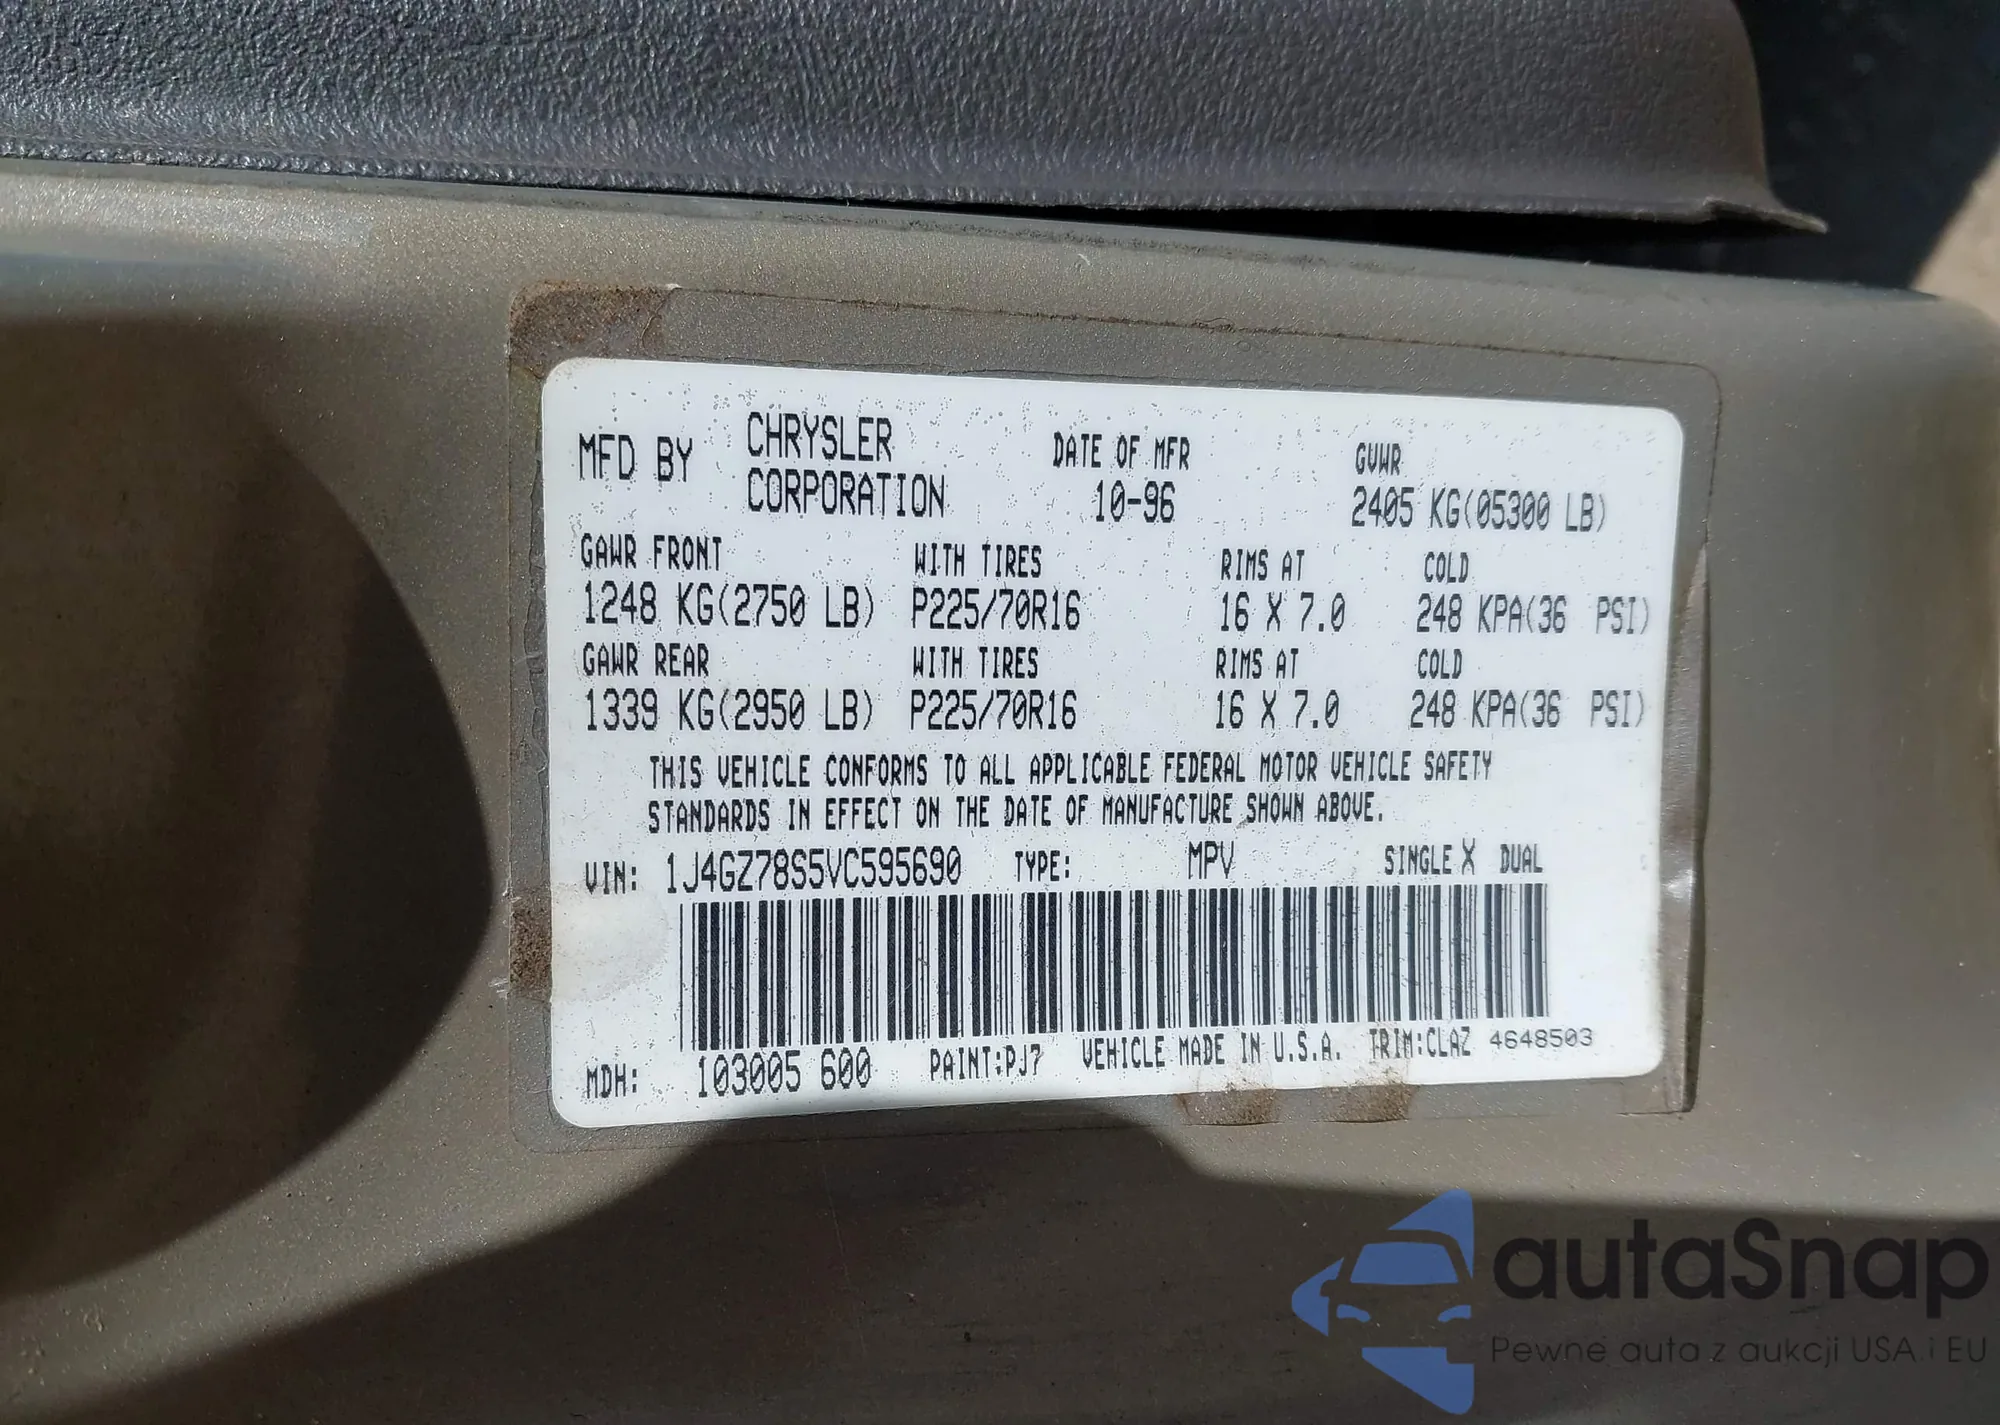 MFD BY CHRYSLER CORPORATION DATE OF MFR 10-96 GVWR 2405 KG(05300 LB)
GAWR FRONT WITH TIRES RIMS AT COLD
1248 KG(2750 LB) P225/70R16 16 X 7.0 248 KPA(36 PSI)
GAWR REAR WITH TIRES RIMS AT COLD
1339 KG(2950 LB) P225/70R16 16 X 7.0 248 KPA(36 PSI)
THIS VEHICLE CONFORMS TO ALL APPLICABLE FEDERAL MOTOR VEHICLE SAFETY
STANDARDS IN EFFECT ON THE DATE OF MANUFACTURE SHOWN ABOVE.
VIN: 1J4GZ78S5VC595690 TYPE: MPV SINGLE X DUAL
MDH: 103005 600 PAINT:PJ7 VEHICLE MADE IN U.S.A. TRIM:CLAZ 4648503
autaSnap
Pewne auta z aukcji USA i EU